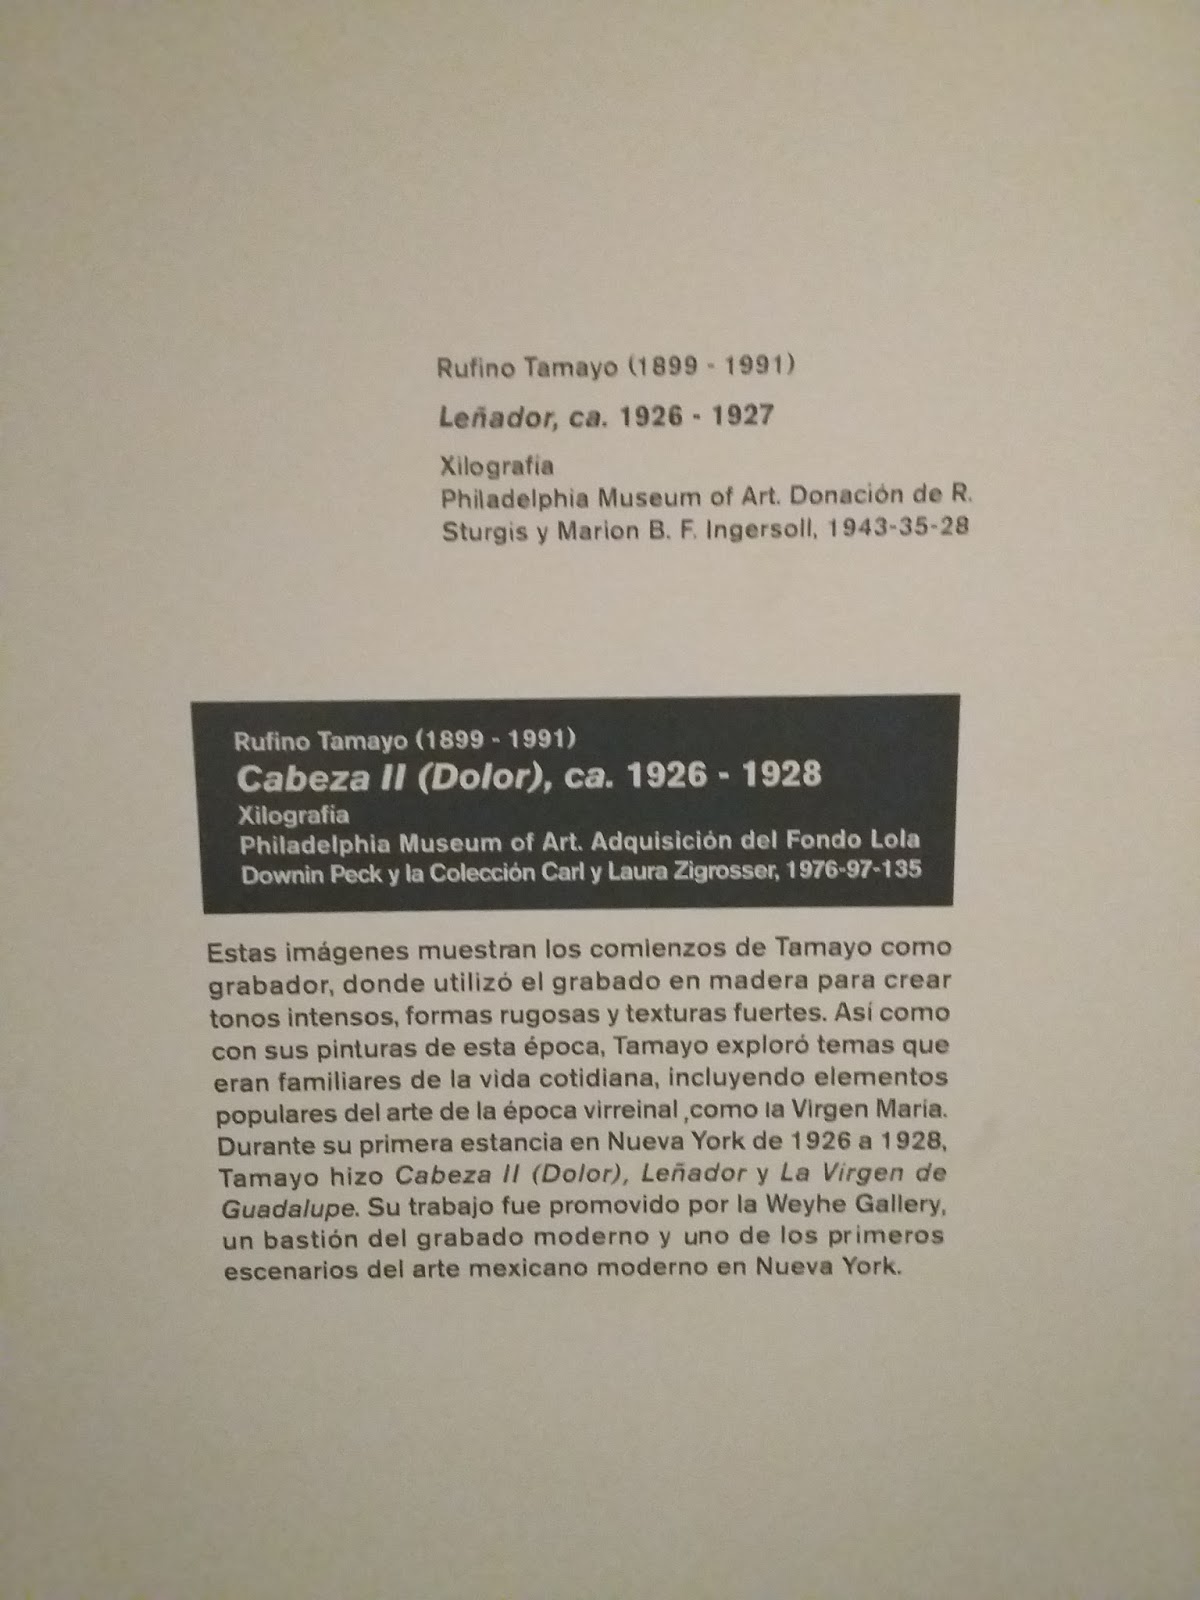 Rufino Tamayo (1899 - 1991)
Leñador, ca. 1926 - 1927
Xilografia
Philadelphia Museum of Art. Donación de R.
Sturgis y Marion B. F. Ingersoll, 1943-35-28
Rufino Tamayo (1899 - 1991)
Cabeza II (Dolor), ca. 1926 - 1928
Xilografia
Philadelphia Museum of Art. Adquisición del Fondo Lola
Downin Peck y la Colección Carl y Laura Zigrosser, 1976-97-135
Estas imágenes muestran los comienzos de Tamayo como
grabador, donde utilizó el grabado en madera para crear
tonos intensos, formas rugosas y texturas fuertes. Así como
con sus pinturas de esta época, Tamayo exploró temas que
eran familiares de la vida cotidiana, incluyendo elementos
populares del arte de la época virreinal ,como la Virgen María.
Durante su primera estancia en Nueva York de 1926 a 1928,
Tamayo hizo Cabeza II (Dolor), Leñador y La Virgen de
Guadalupe. Su trabajo fue promovido por la Weyhe Gallery,
un bastión del grabado moderno y uno de los primeros
escenarios del arte mexicano moderno en Nueva York.